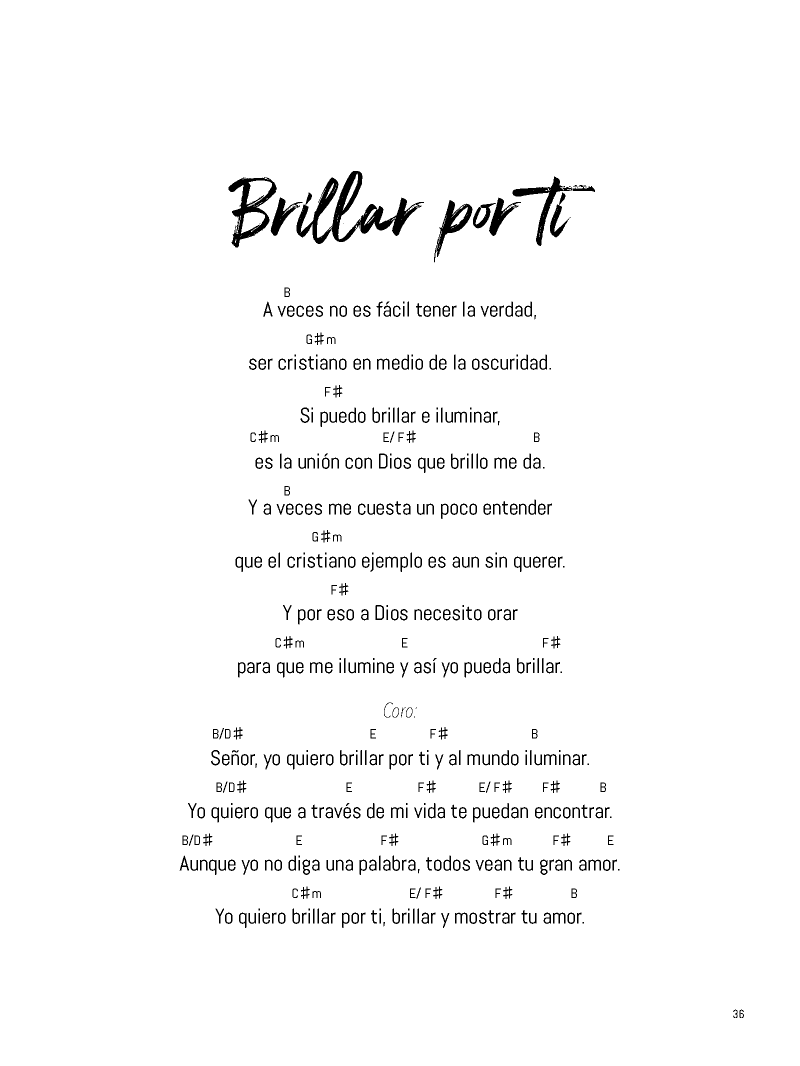 Brillar por ti
B
A veces no es fácil tener la verdad,
G♯m
ser cristiano en medio de la oscuridad.
F♯
Si puedo brillar e iluminar,
C♯m E/F♯ B
es la unión con Dios que brillo me da.
B
Y a veces me cuesta un poco entender
G♯m
que el cristiano ejemplo es aun sin querer.
F♯
Y por eso a Dios necesito orar
C♯m E F♯
para que me ilumine y así yo pueda brillar.
Coro:
B/D♯ E F♯ B
Señor, yo quiero brillar por ti y al mundo iluminar.
B/D♯ E F♯ E/F♯ F♯ B
Yo quiero que a través de mi vida te puedan encontrar.
B/D♯ E F♯ G♯m F♯ E
Aunque yo no diga una palabra, todos vean tu gran amor.
C♯m E/F♯ F♯ B
Yo quiero brillar por ti, brillar y mostrar tu amor.
36